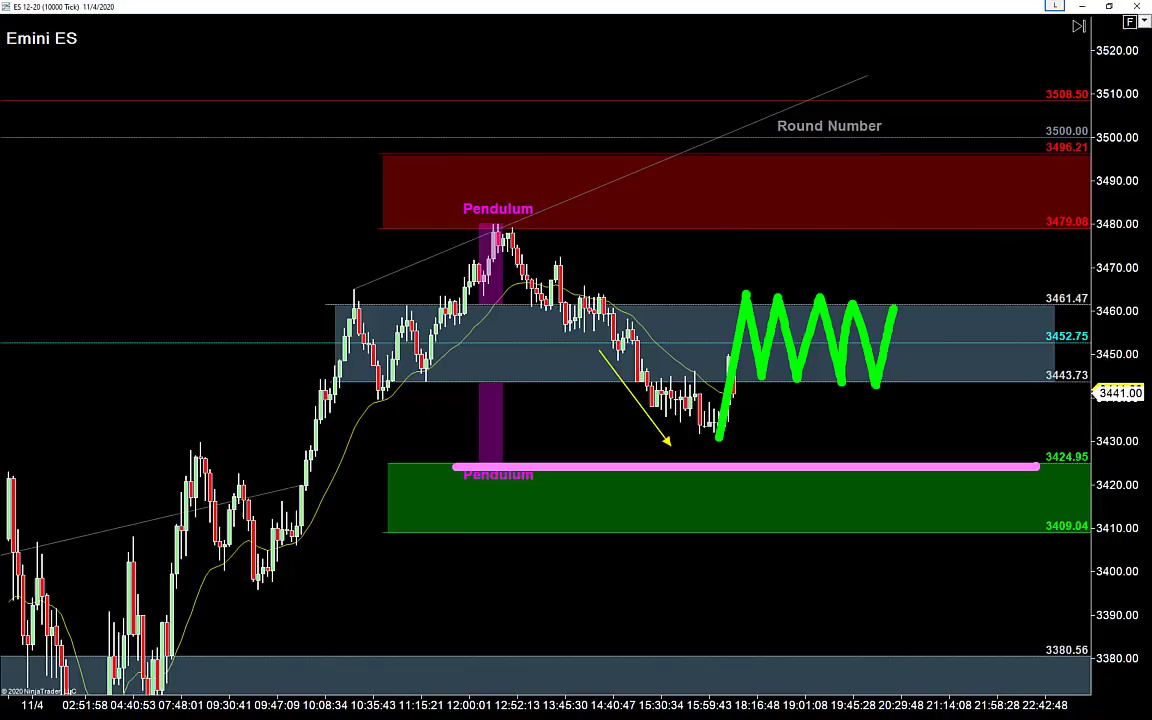 ES 12-20 (10000 Tick) 11/4/2020
L
F
Emini ES
3520.00
3508.50
3510.00
Round Number
3500.00
3500.00
3496.21
3490.00
Pendulum
3479.08
3480.00
3470.00
3461.47
3460.00
3452.75
3450.00
3443.73
3441.00
3430.00
3424.95
Pendulum
3420.00
3409.04
3410.00
3400.00
3390.00
3380.56
3380.00
© 2020 NinjaTrader, LLC
11/4 02:51:58 04:40:53 07:48:01 09:30:41 09:47:09 10:08:34 10:35:43 11:15:21 12:00:01 12:52:13 13:45:30 14:40:47 15:30:34 15:59:43 18:16:48 19:01:08 19:45:28 20:29:48 21:14:08 21:58:28 22:42:48